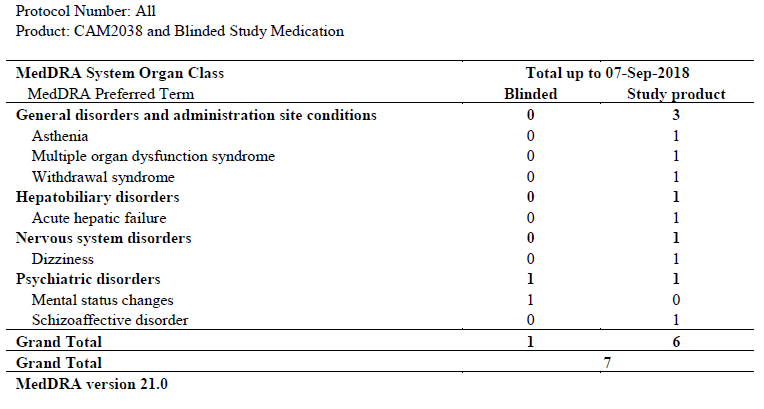 Protocol Number: All
Product: CAM2038 and Blinded Study Medication
MedDRA System Organ Class Total up to 07-Sep-2018
MedDRA Preferred Term Blinded Study product
General disorders and administration site conditions 0 3
Asthenia 0 1
Multiple organ dysfunction syndrome 0 1
Withdrawal syndrome 0 1
Hepatobiliary disorders 0 1
Acute hepatic failure 0 1
Nervous system disorders 0 1
Dizziness 0 1
Psychiatric disorders 1 1
Mental status changes 1 0
Schizoaffective disorder 0 1
Grand Total 1 6
Grand Total 7
MedDRA version 21.0